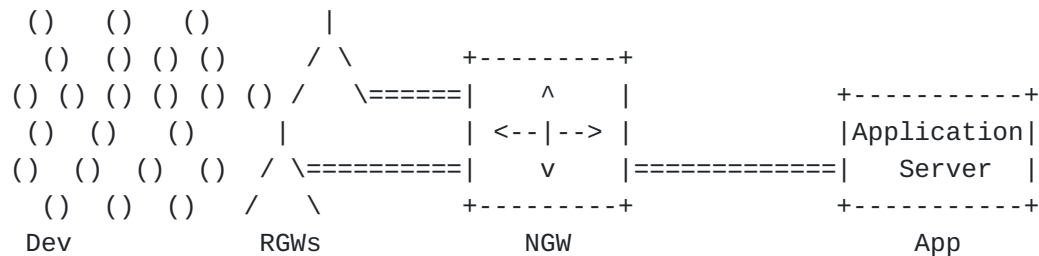 ()    ()    ()        |
  ()   () () ()       / \       +---------+
() () () () () () /    \======|    ^    |             +-----------+
 ()   ()    ()      |           | <--|--> |             |Application|
()   ()   ()   ()  / \==========|    v    |=============|   Server  |
  ()   ()   ()    /   \         +---------+             +-----------+
 Dev            RGWs            NGW                      App